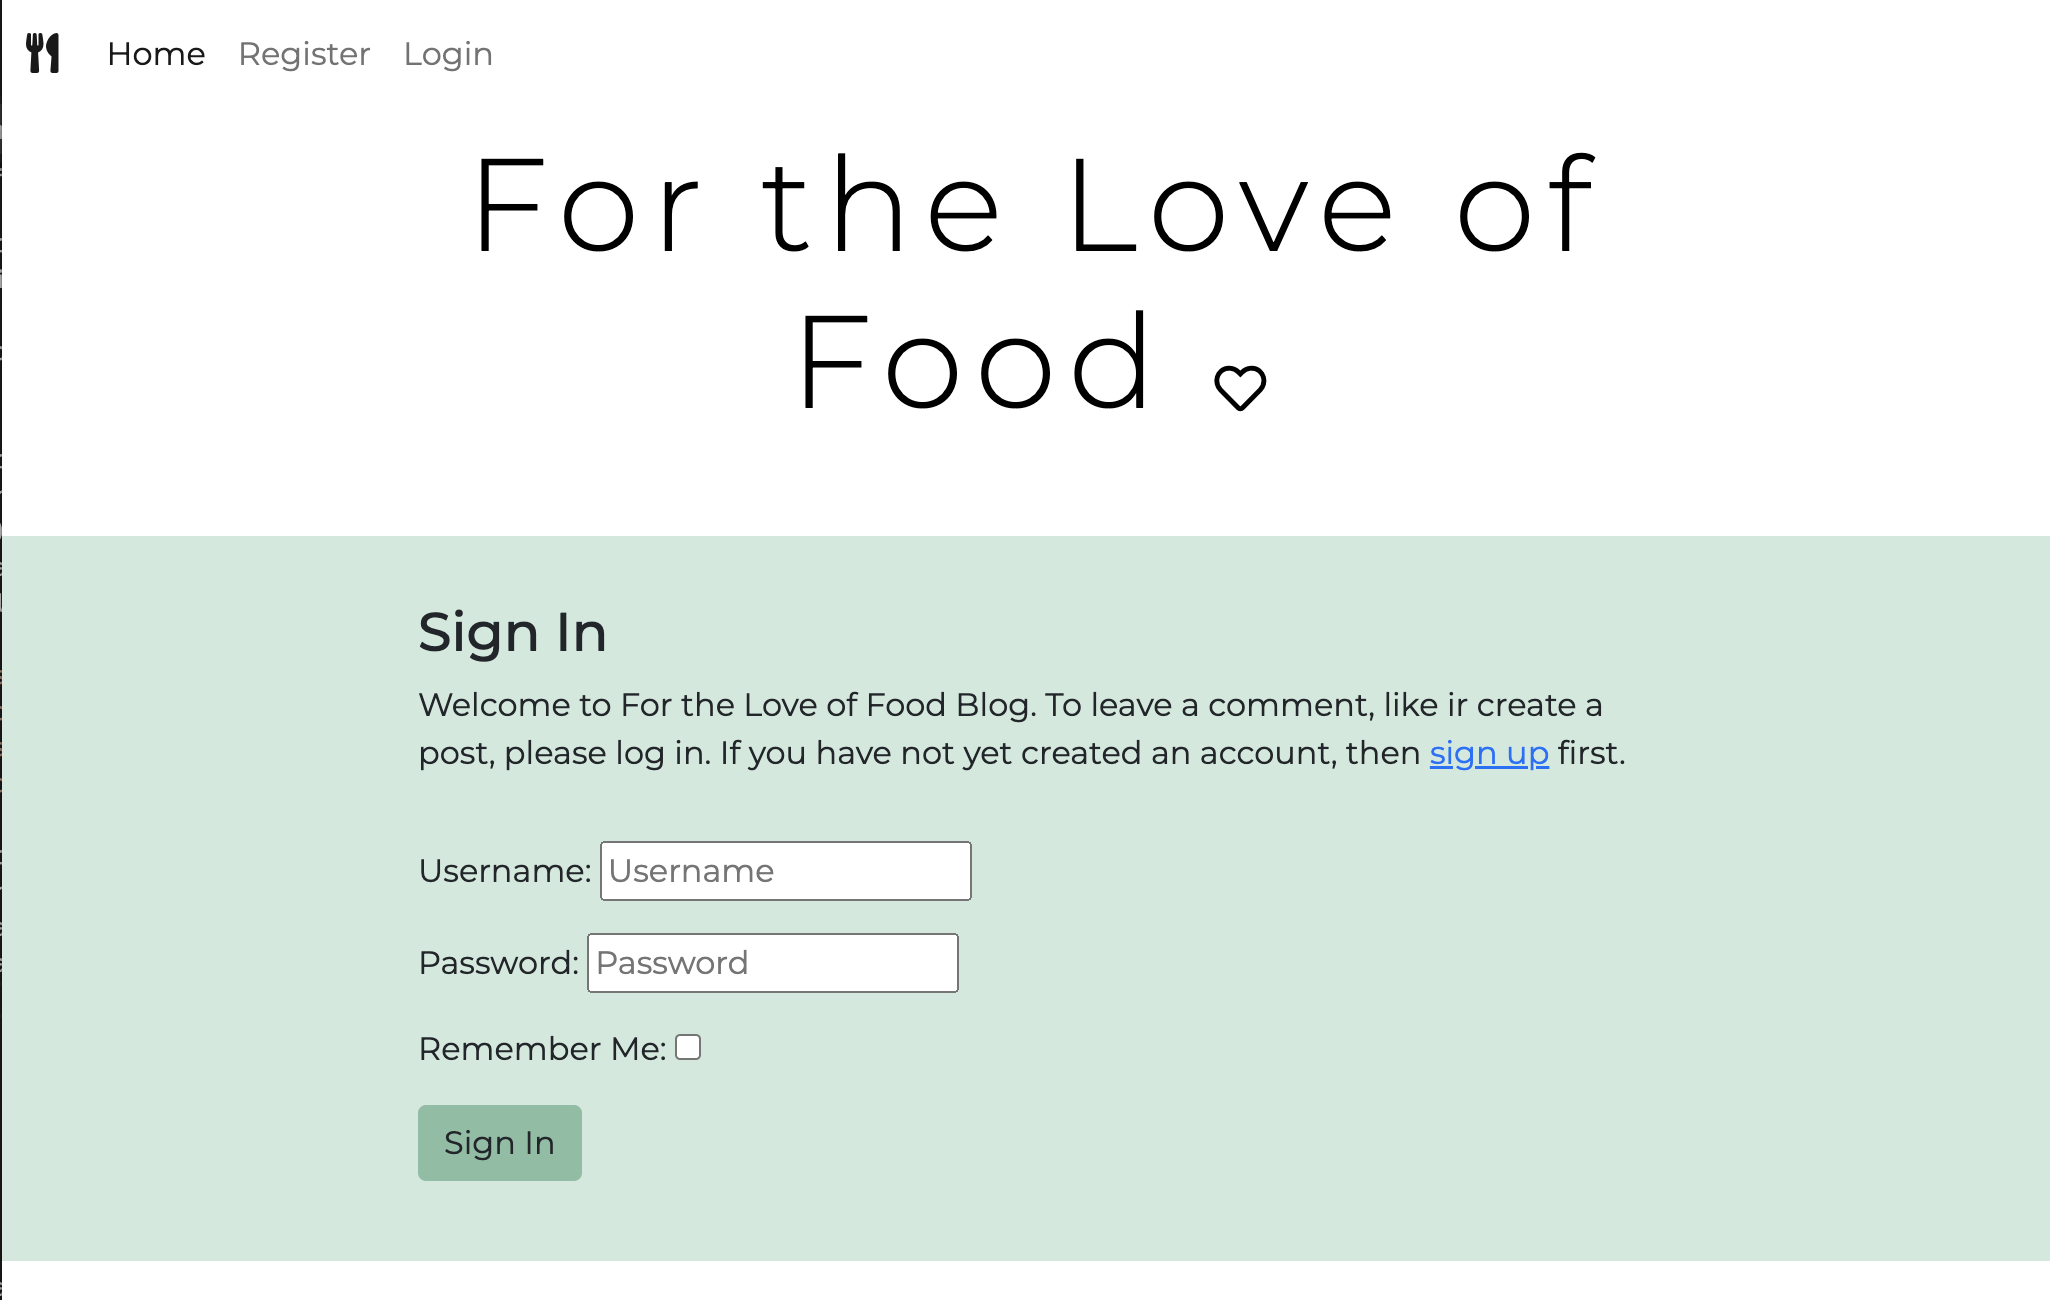 Home Register Login
For the Love of
Food
Sign In
Welcome to For the Love of Food Blog. To leave a comment, like ir create a
post, please log in. If you have not yet created an account, then sign up first.
Username: Username
Password: Password
Remember Me:
Sign In